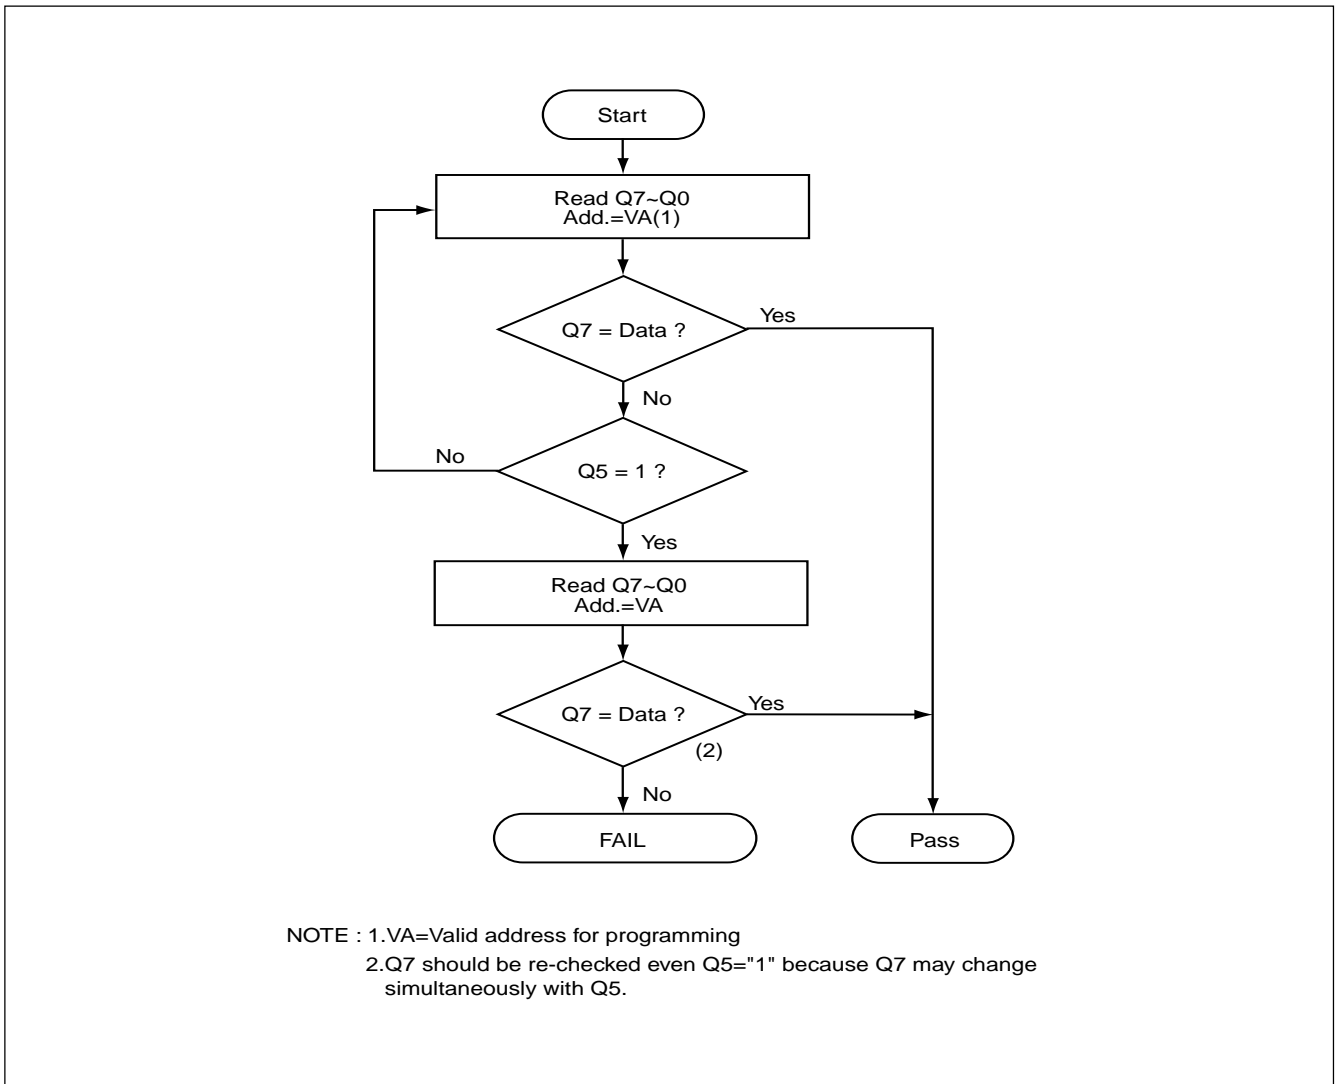 Start
Read Q7~Q0
Add.=VA(1)
Q7 = Data ?
Yes
No
No
Q5 = 1 ?
Yes
Read Q7~Q0
Add.=VA
Q7 = Data ?
Yes
(2)
No
FAIL
Pass
NOTE : 1.VA=Valid address for programming
2.Q7 should be re-checked even Q5="1" because Q7 may change
simultaneously with Q5.